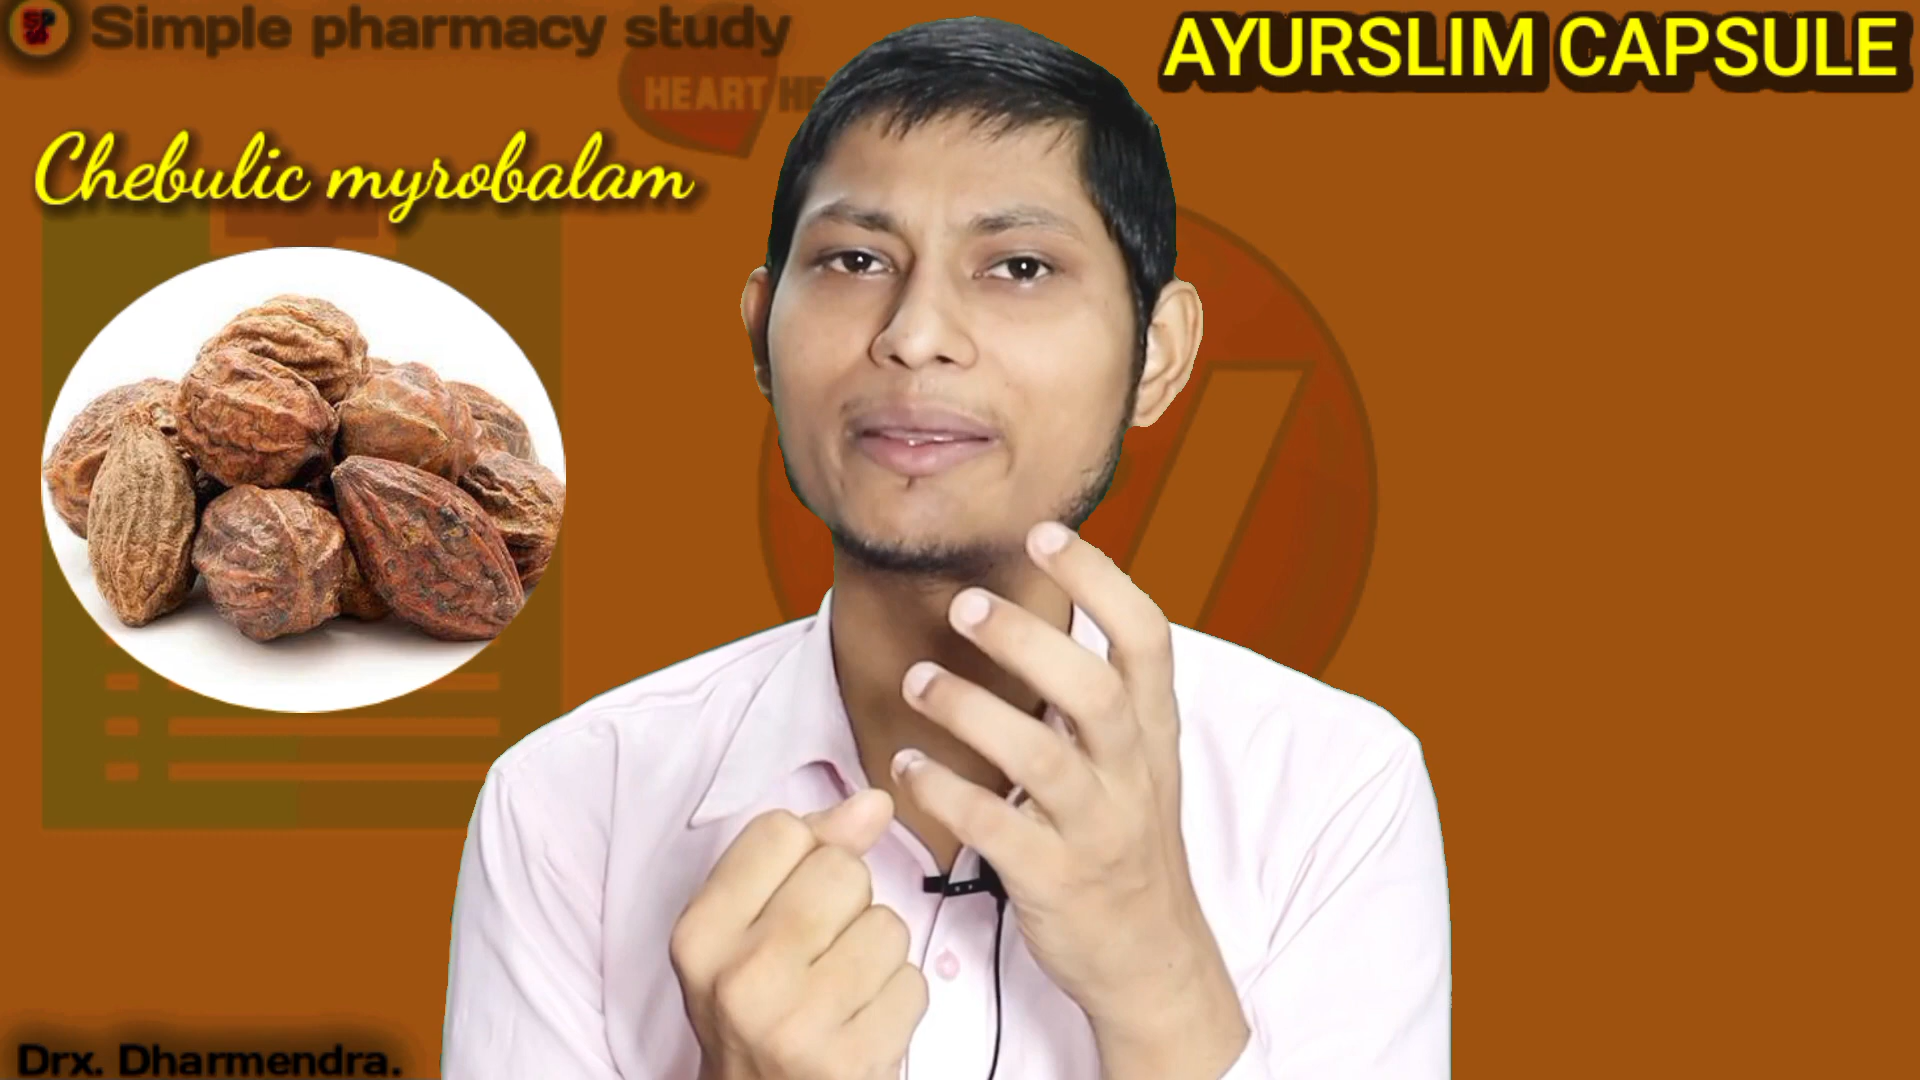 Simple pharmacy study
AYURSLIM CAPSULE
HEART
Chebulic myrobalam
Drx. Dharmendra.